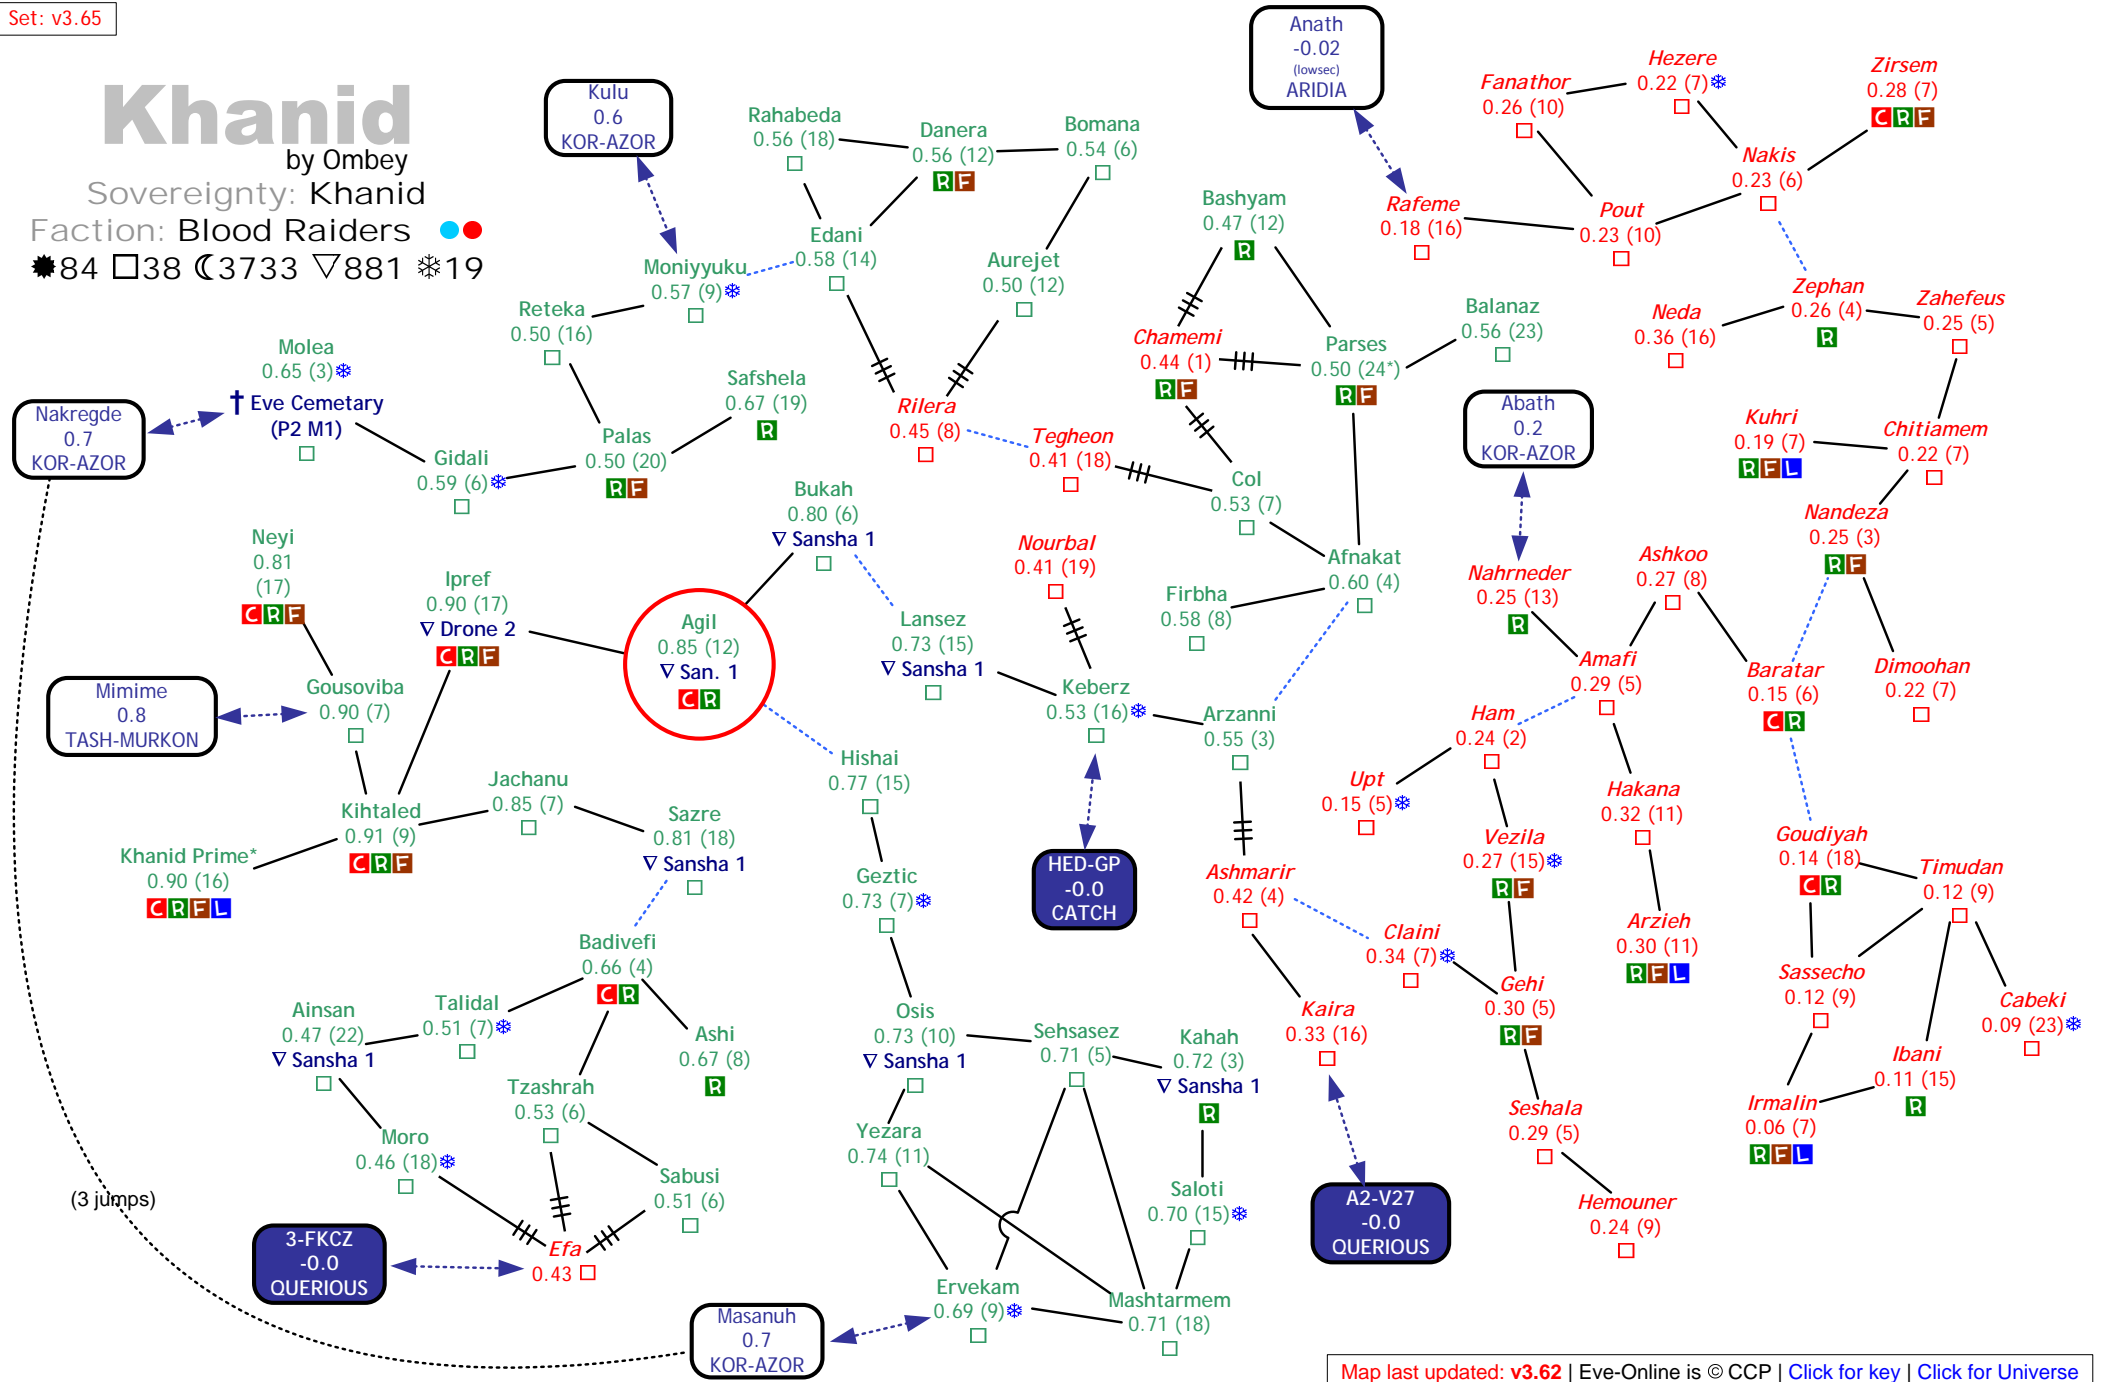 Set: v3.65
Khanid
by Ombey
Sovereignty: Khanid
Faction: Blood Raiders
84 38 3733 881 19
Kulu
0.6
KOR-AZOR
Anath
-0.02
(lowsec)
ARIDIA
Rahabeda
0.56 (18)
Danera
0.56 (12)
R F
Bomana
0.54 (6)
Fanathor
0.26 (10)
Hezere
0.22 (7)
Zirsem
0.28 (7)
C R F
Nakis
0.23 (6)
Bashyam
0.47 (12)
R
Rafeme
0.18 (16)
Pout
0.23 (10)
Edani
0.58 (14)
Moniyyuku
0.57 (9)
Aurejet
0.50 (12)
Reteka
0.50 (16)
Zephan
0.26 (4)
R
Zahefeus
0.25 (5)
Neda
0.36 (16)
Balanaz
0.56 (23)
Chamemi
0.44 (1)
R F
Parses
0.50 (24*)
R F
Molea
0.65 (3)
† Eve Cemetary
(P2 M1)
Nakregde
0.7
KOR-AZOR
Safshela
0.67 (19)
R
Rilera
0.45 (8)
Tegheon
0.41 (18)
Abath
0.2
KOR-AZOR
Kuhri
0.19 (7)
R F L
Chitiamem
0.22 (7)
Gidali
0.59 (6)
Palas
0.50 (20)
R F
Col
0.53 (7)
Bukah
0.80 (6)
∇ Sansha 1
Nandeza
0.25 (3)
R F
Neyi
0.81
(17)
C R F
Nourbal
0.41 (19)
Afnakat
0.60 (4)
Ashkoo
0.27 (8)
Nahrneder
0.25 (13)
R
Ipref
0.90 (17)
∇ Drone 2
C R F
Firbha
0.58 (8)
Agil
0.85 (12)
∇ San. 1
C R
Lansez
0.73 (15)
∇ Sansha 1
Amafi
0.29 (5)
Baratar
0.15 (6)
C R
Dimoohan
0.22 (7)
Mimime
0.8
TASH-MURKON
Gousoviba
0.90 (7)
Keberz
0.53 (16)
Arzanni
0.55 (3)
Ham
0.24 (2)
Hishai
0.77 (15)
Upt
0.15 (5)
Hakana
0.32 (11)
Jachanu
0.85 (7)
Kihtaled
0.91 (9)
C R F
Sazre
0.81 (18)
∇ Sansha 1
Khanid Prime*
0.90 (16)
C R F L
Vezila
0.27 (15)
R F
Goudiyah
0.14 (18)
C R
Timudan
0.12 (9)
HED-GP
-0.0
CATCH
Geztic
0.73 (7)
Ashmarir
0.42 (4)
Claini
0.34 (7)
Arzieh
0.30 (11)
R F L
Badivefi
0.66 (4)
C R
Sassecho
0.12 (9)
Gehi
0.30 (5)
R F
Cabeki
0.09 (23)
Ainsan
0.47 (22)
∇ Sansha 1
Talidal
0.51 (7)
Ashi
0.67 (8)
R
Osis
0.73 (10)
∇ Sansha 1
Sehsasez
0.71 (5)
Kahah
0.72 (3)
∇ Sansha 1
R
Kaira
0.33 (16)
Ibani
0.11 (15)
R
Tzashrah
0.53 (6)
Irmalin
0.06 (7)
R F L
Seshala
0.29 (5)
Moro
0.46 (18)
Yezara
0.74 (11)
Sabusi
0.51 (6)
Saloti
0.70 (15)
A2-V27
-0.0
QUERIOUS
Hemouner
0.24 (9)
(3 jumps)
3-FKCZ
-0.0
QUERIOUS
Efa
0.43
Ervekam
0.69 (9)
Mashtarmem
0.71 (18)
Masanuh
0.7
KOR-AZOR
Map last updated: v3.62 | Eve-Online is © CCP | Click for key | Click for Universe